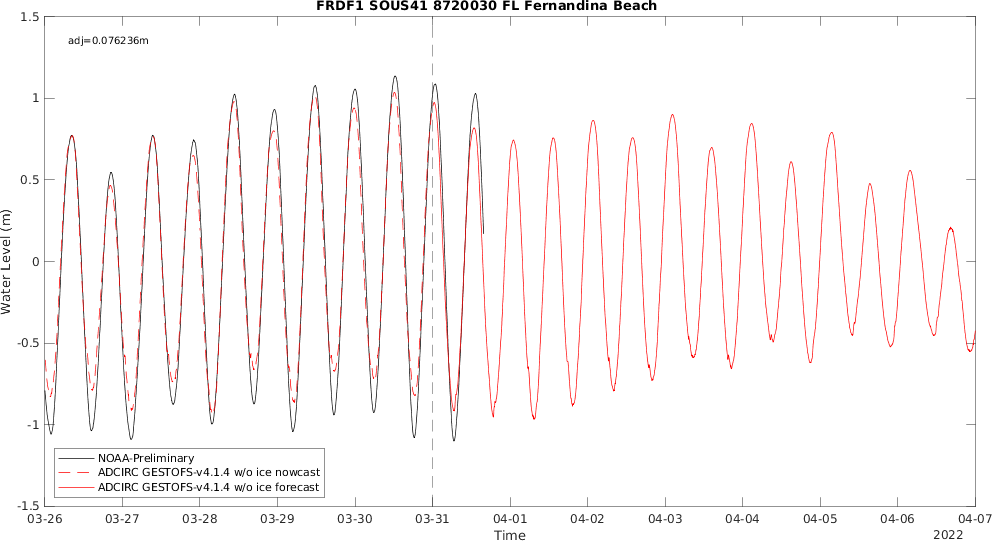 FRDF1 SOUS41 8720030 FL Fernandina Beach
adj=0.076236m
1.5
1
0.5
0
-0.5
-1
-1.5
Water Level (m)
NOAA-Preliminary
ADCIRC GESTOFS-v4.1.4 w/o ice nowcast
ADCIRC GESTOFS-v4.1.4 w/o ice forecast
03-26 03-27 03-28 03-29 03-30 03-31 04-01 04-02 04-03 04-04 04-05 04-06 04-07
Time
2022